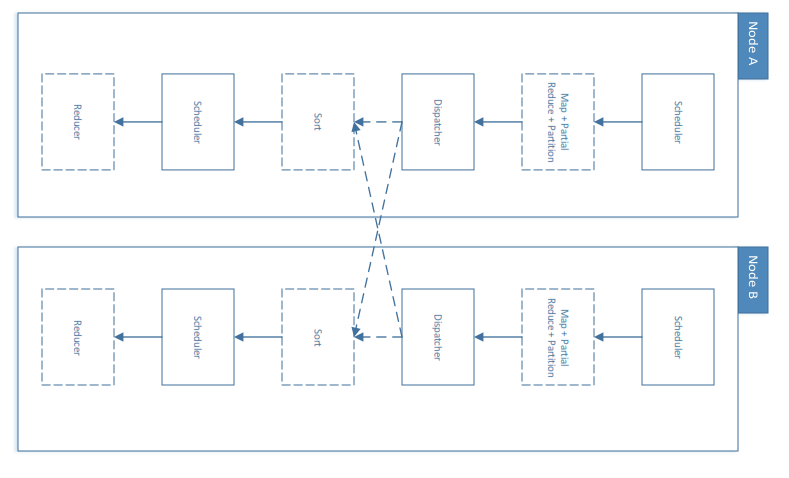 Node A
Scheduler
Map + Partial
Reduce + Partition
Dispatcher
Sort
Scheduler
Reducer
Node B
Scheduler
Map + Partial
Reduce + Partition
Dispatcher
Sort
Scheduler
Reducer